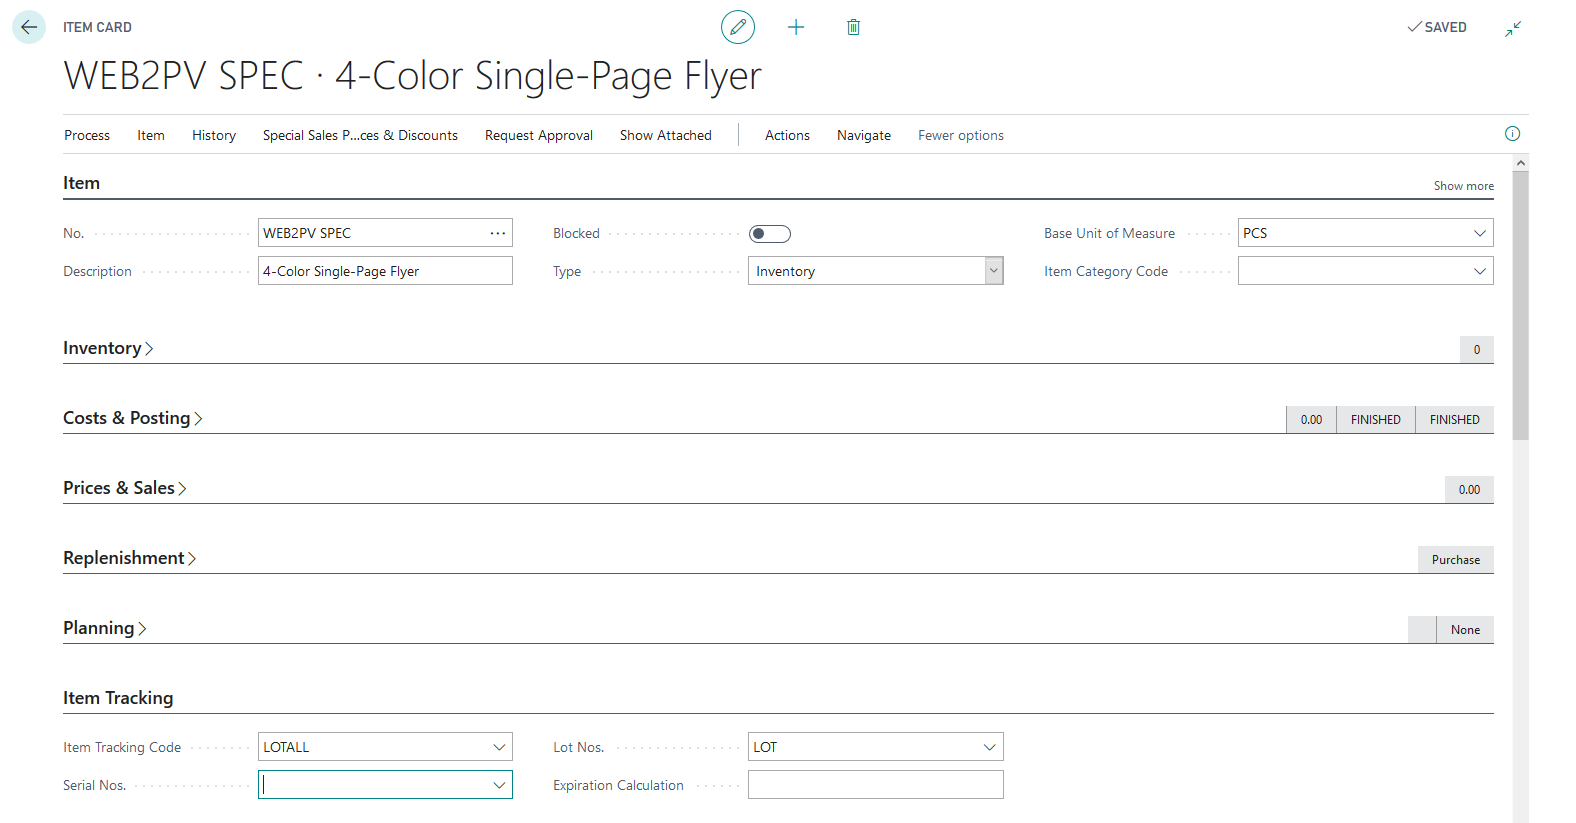 ITEM CARD
SAVED
WEB2PV SPEC · 4-Color Single-Page Flyer
Process Item History Special Sales P...ces & Discounts Request Approval Show Attached Actions Navigate Fewer options
Item
Show more
No. WEB2PV SPEC ... Blocked Base Unit of Measure PCS
Description 4-Color Single-Page Flyer Type Inventory Item Category Code
Inventory 0
Costs & Posting 0.00 FINISHED FINISHED
Prices & Sales 0.00
Replenishment Purchase
Planning None
Item Tracking
Item Tracking Code LOTALL Lot Nos. LOT
Serial Nos. Expiration Calculation